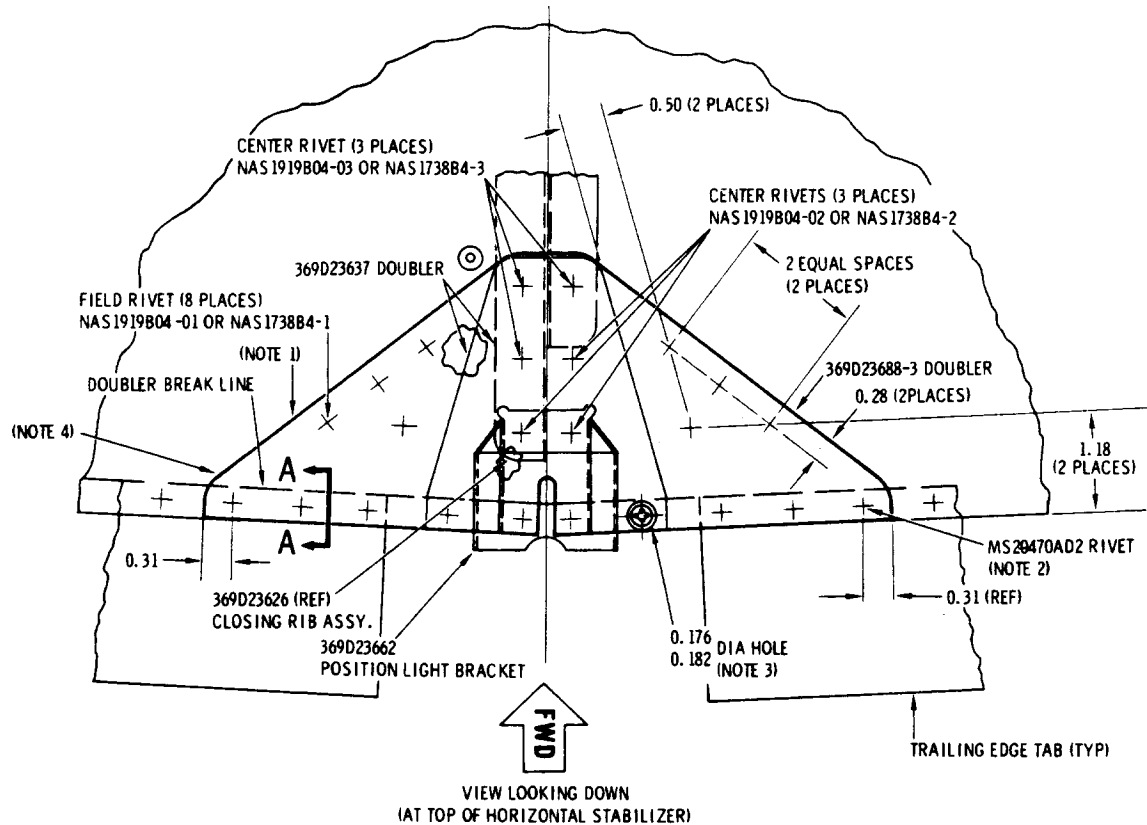 0.50 (2 PLACES)
CENTER RIVET (3 PLACES)
NAS1919B04-03 OR NAS1738B4-3
CENTER RIVETS (3 PLACES)
NAS1919B04-02 OR NAS1738B4-2
369D23637 DOUBLER
2 EQUAL SPACES
(2 PLACES)
FIELD RIVET (8 PLACES)
NAS1919B04-01 OR NAS1738B4-1
(NOTE 1)
369D23688-3 DOUBLER
DOUBLER BREAK LINE
0.28 (2PLACES)
(NOTE 4)
1.18
(2 PLACES)
A
A
MS20470AD2 RIVET
(NOTE 2)
0.31
0.31 (REF)
369D23626 (REF)
CLOSING RIB ASSY.
369D23662
POSITION LIGHT BRACKET
0.176
0.182 DIA HOLE
(NOTE 3)
FWD
TRAILING EDGE TAB (TYP)
VIEW LOOKING DOWN
(AT TOP OF HORIZONTAL STABILIZER)